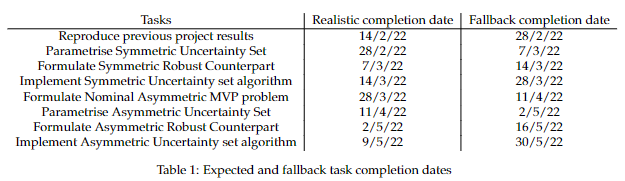 Tasks Realistic completion date Fallback completion date
Reproduce previous project results 14/2/22 28/2/22
Parametrise Symmetric Uncertainty Set 28/2/22 7/3/22
Formulate Symmetric Robust Counterpart 7/3/22 14/3/22
Implement Symmetric Uncertainty set algorithm 14/3/22 28/3/22
Formulate Nominal Asymmetric MVP problem 28/3/22 11/4/22
Parametrise Asymmetric Uncertainty Set 11/4/22 2/5/22
Formulate Asymmetric Robust Counterpart 2/5/22 16/5/22
Implement Asymmetric Uncertainty set algorithm 9/5/22 30/5/22
Table 1: Expected and fallback task completion dates